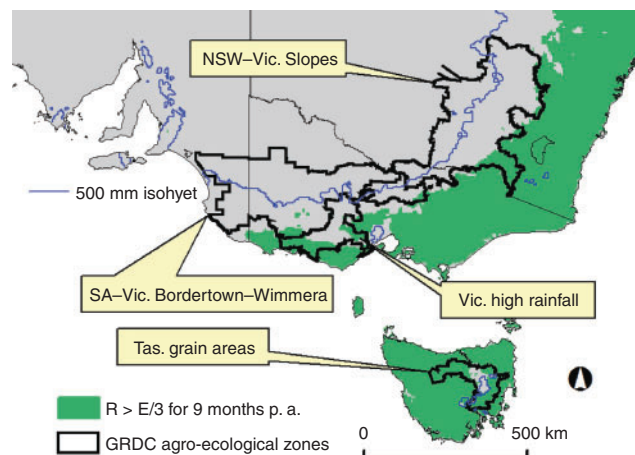 NSW–Vic. Slopes
500 mm isohyet
SA–Vic. Bordertown–Wimmera
Vic. high rainfall
Tas. grain areas
R > E/3 for 9 months p. a.
GRDC agro-ecological zones
0 500 km